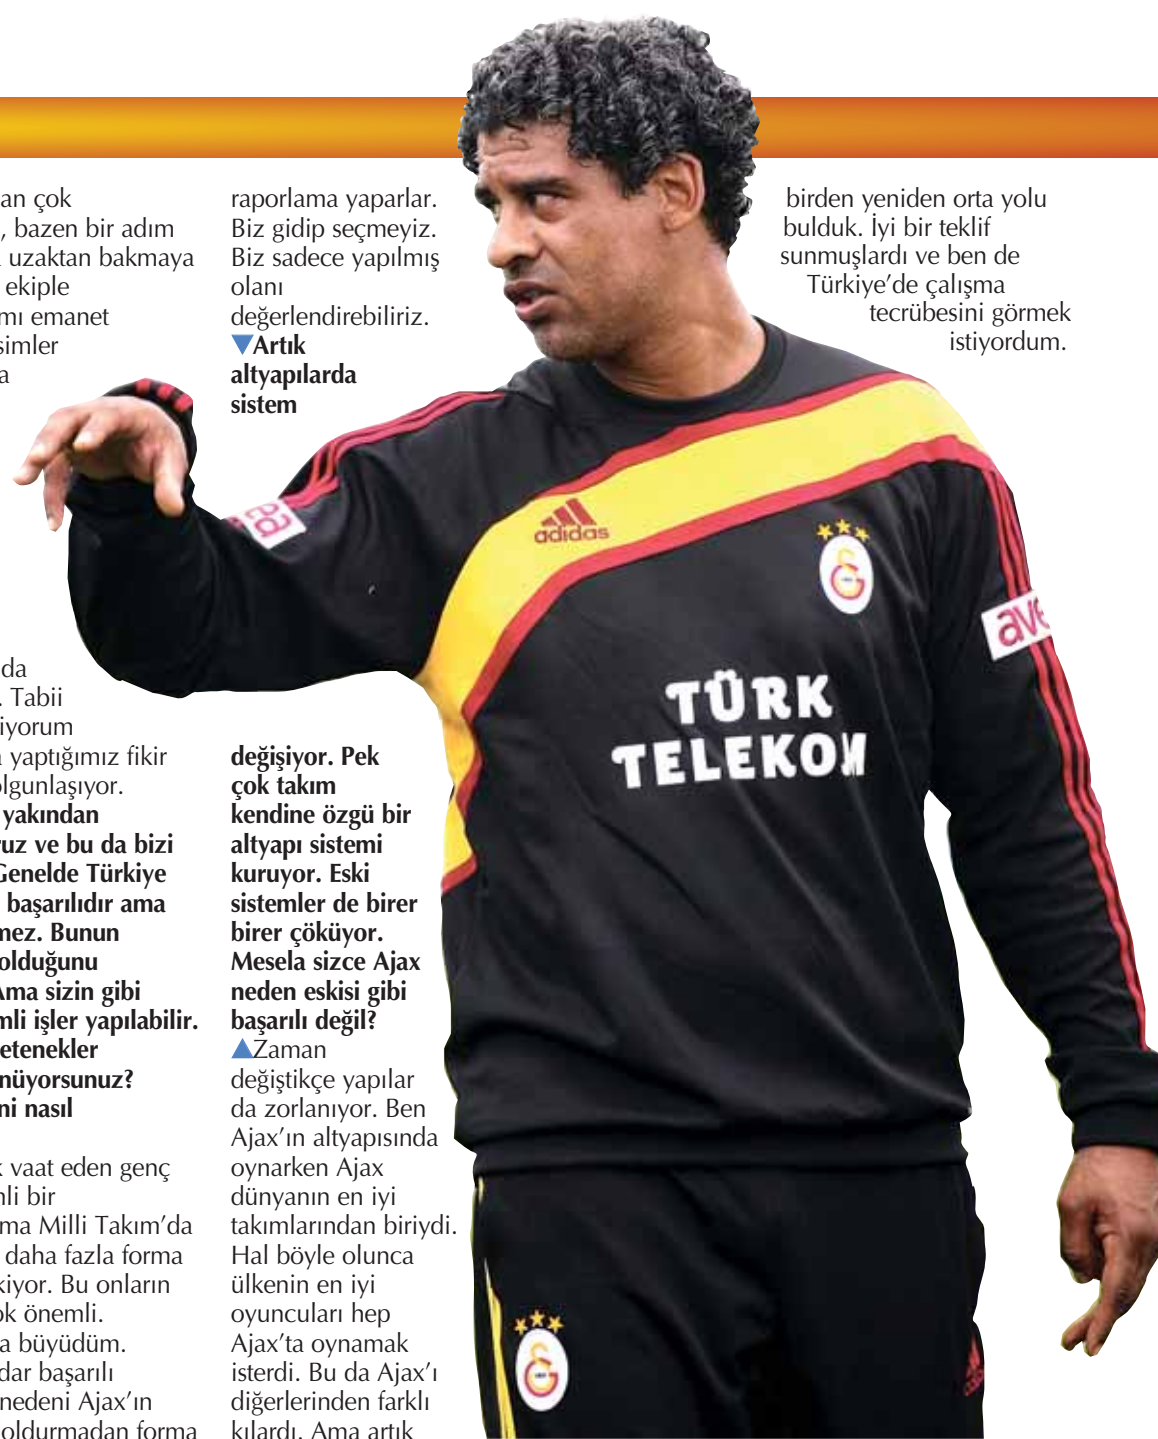 an çok
, bazen bir adım
uzaktan bakmaya
ekiple
mı emanet
simler
a
da
. Tabii
iyorum
yaptığımız fikir
olgunlaşıyor.
yakından
ruz ve bu da bizi
Genelde Türkiye
başarılıdır ama
mez. Bunun
olduğunu
Ama sizin gibi
mli işler yapılabilir.
etenekler
nüyorsunuz?
ni nasıl
k vaat eden genç
nli bir
ma Milli Takım’da
daha fazla forma
kiyor. Bu onların
ok önemli.
a büyüdüm.
dar başarılı
nedeni Ajax’ın
oldurmadan forma
raporlama yaparlar.
Biz gidip seçmeyiz.
Biz sadece yapılmış
olanı
değerlendirebiliriz.
▼Artık
altyapılarda
sistem
değişiyor. Pek
çok takım
kendine özgü bir
altyapı sistemi
kuruyor. Eski
sistemler de birer
birer çöküyor.
Mesela sizce Ajax
neden eskisi gibi
başarılı değil?
▲Zaman
değiştikçe yapılar
da zorlanıyor. Ben
Ajax’ın altyapısında
oynarken Ajax
dünyanın en iyi
takımlarından biriydi.
Hal böyle olunca
ülkenin en iyi
oyuncuları hep
Ajax’ta oynamak
isterdi. Bu da Ajax’ı
diğerlerinden farklı
kılardı. Ama artık
birden yeniden orta yolu
bulduk. İyi bir teklif
sunmuşlardı ve ben de
Türkiye’de çalışma
tecrübesini görmek
istiyordum.
ea
adidas
ave
TÜRK
TELEKOM